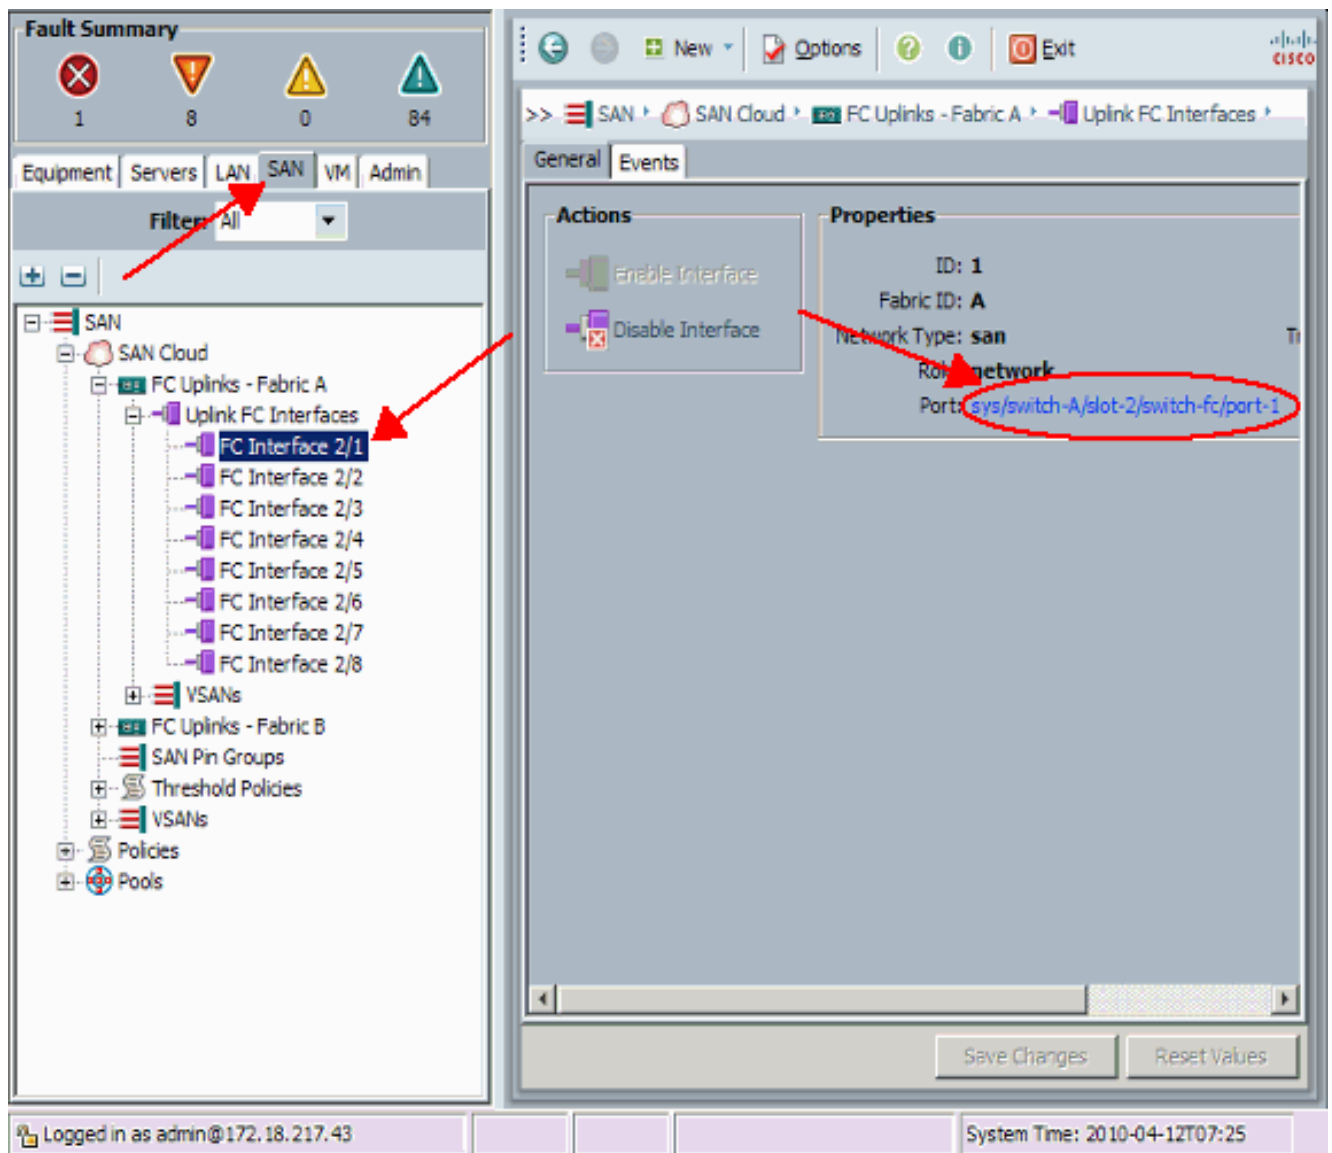 Fault Summary
1 8 0 84
Equipment Servers LAN SAN VM Admin
Filter: All
SAN
SAN Cloud
FC Uplinks - Fabric A
Uplink FC Interfaces
FC Interface 2/1
FC Interface 2/2
FC Interface 2/3
FC Interface 2/4
FC Interface 2/5
FC Interface 2/6
FC Interface 2/7
FC Interface 2/8
VSANs
FC Uplinks - Fabric B
SAN Pin Groups
Threshold Policies
VSANs
Policies
Pools
New Options Exit
CISCO
>> SAN SAN Cloud FC Uplinks - Fabric A Uplink FC Interfaces
General Events
Actions
Enable Interface
Disable Interface
Properties
ID: 1
Fabric ID: A
Network Type: san
Role: network
Port: sys/switch-A/slot-2/switch-fc/port-1
Save Changes Reset Values
Logged in as admin@172.18.217.43
System Time: 2010-04-12T07:25